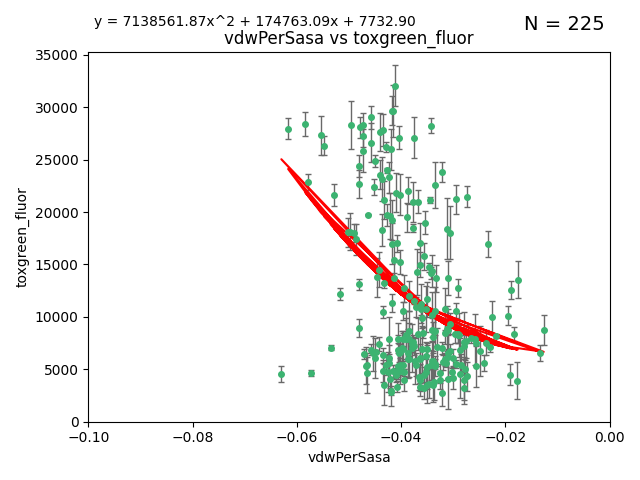 y = 7138561.87x^2 + 174763.09x + 7732.90
N = 225
vdwPerSasa vs toxgreen_fluor
35000
30000
25000
20000
15000
10000
5000
0
toxgreen_fluor
−0.10 −0.08 −0.06 −0.04 −0.02 0.00
vdwPerSasa